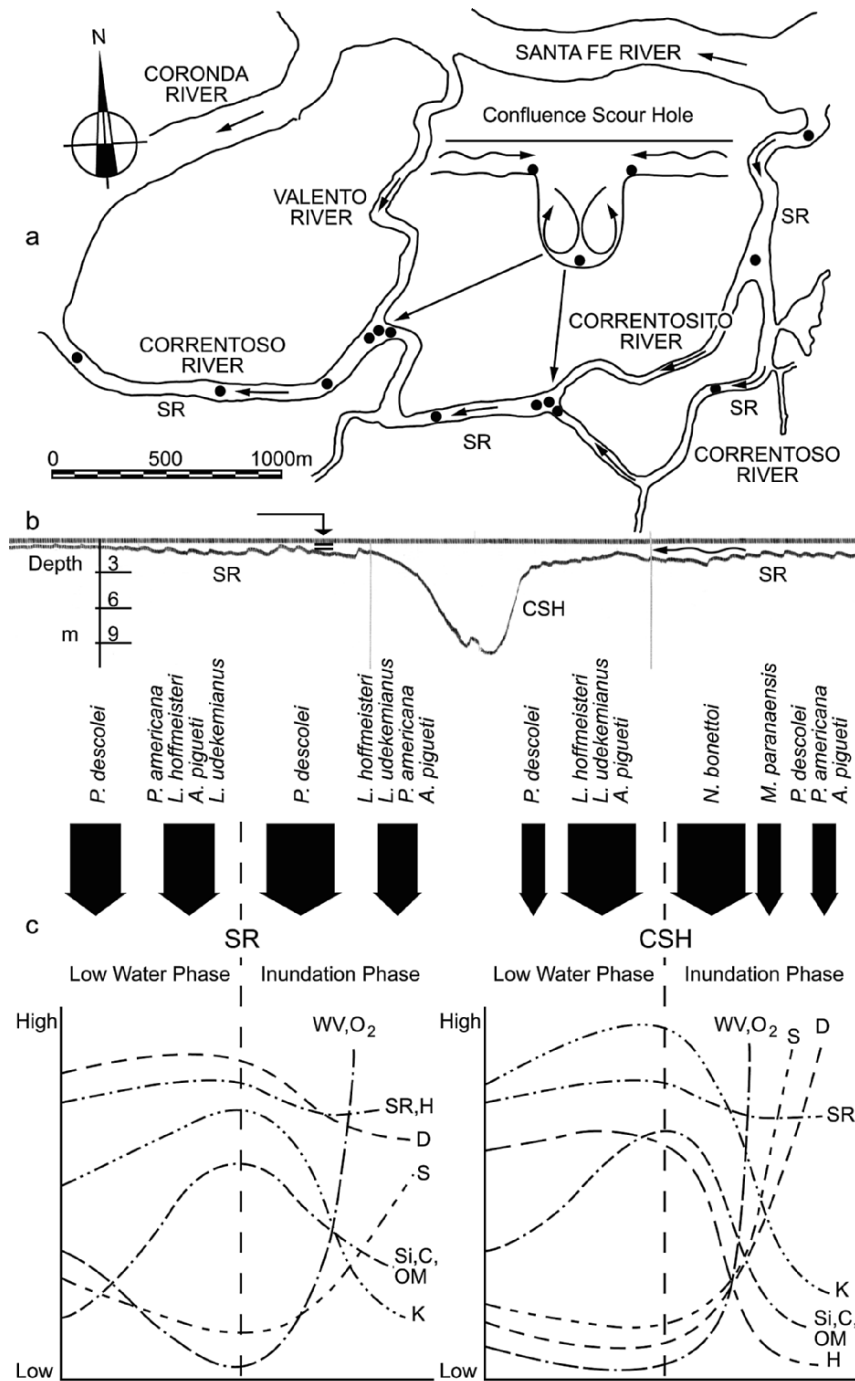 N
CORONDA
RIVER
SANTA FE RIVER
Confluence Scour Hole
VALENTO
RIVER
a
SR
CORRENTOSITO
RIVER
CORRENTOSO
RIVER
SR
SR
SR
CORRENTOSO
RIVER
0 500 1000m
b
Depth
3
6
m 9
SR
CSH
SR
P. descolei
P. americana
L. hoffmeisteri
A. pigueti
L. udekemianus
P. descolei
L. hoffmeisteri
L. udekemianus
P. americana
A. pigueti
P. descolei
L. hoffmeisteri
L. udekemianus
A. pigueti
N. bonettoi
M. paranaensis
P. descolei
P. americana
A. pigueti
c
SR
Low Water Phase Inundation Phase
High
Low
WV,O2
SR,H
D
S
Si,C,
OM
K
CSH
Low Water Phase Inundation Phase
High
Low
WV,O2
S
D
SR
K
Si,C,
OM
H